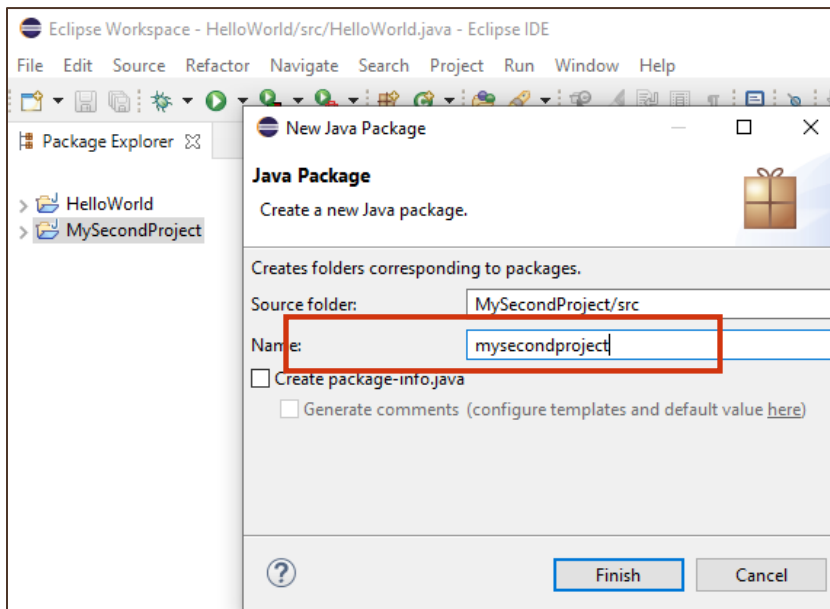 Eclipse Workspace - HelloWorld/src/HelloWorld.java - Eclipse IDE
File Edit Source Refactor Navigate Search Project Run Window Help
Package Explorer
HelloWorld
MySecondProject
New Java Package
Java Package
Create a new Java package.
Creates folders corresponding to packages.
Source folder: MySecondProject/src
Name: mysecondproject
Create package-info.java
Generate comments (configure templates and default value here)
Finish Cancel